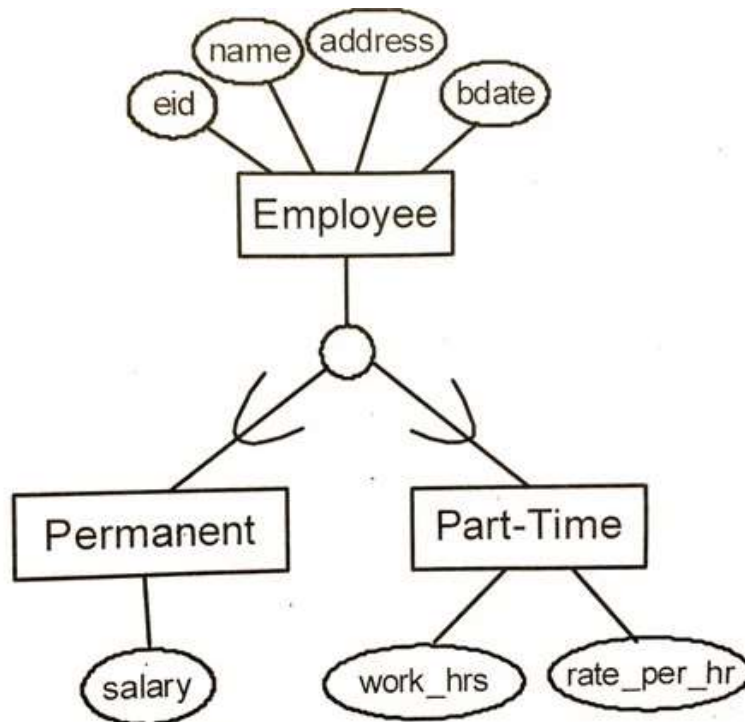 name
address
eid
bdate
Employee
Permanent
Part-Time
salary
work_hrs
rate_per_hr